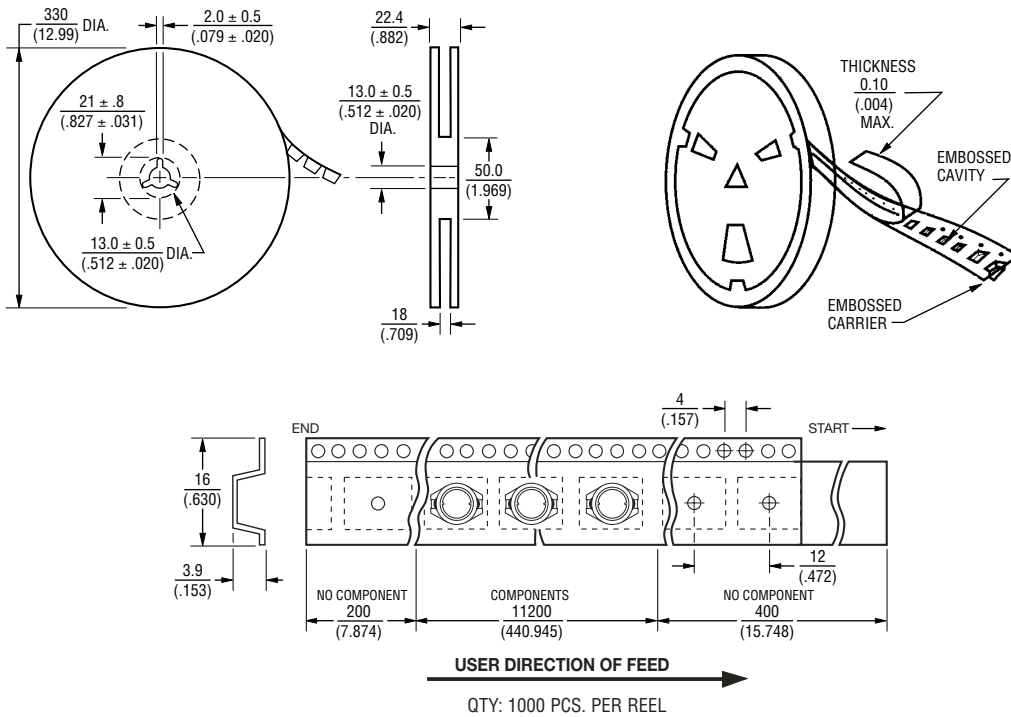 330
(12.99) DIA.
2.0 ± 0.5
(.079 ± .020)
21 ± .8
(.827 ± .031)
13.0 ± 0.5
(.512 ± .020) DIA.
22.4
(.882)
13.0 ± 0.5
(.512 ± .020)
DIA.
50.0
(1.969)
18
(.709)
THICKNESS
0.10
(.004)
MAX.
EMBOSSED
CAVITY
EMBOSSED
CARRIER
4
(.157)
END
START
16
(.630)
3.9
(.153)
12
(.472)
NO COMPONENT
200
(7.874)
COMPONENTS
11200
(440.945)
NO COMPONENT
400
(15.748)
USER DIRECTION OF FEED
QTY: 1000 PCS. PER REEL